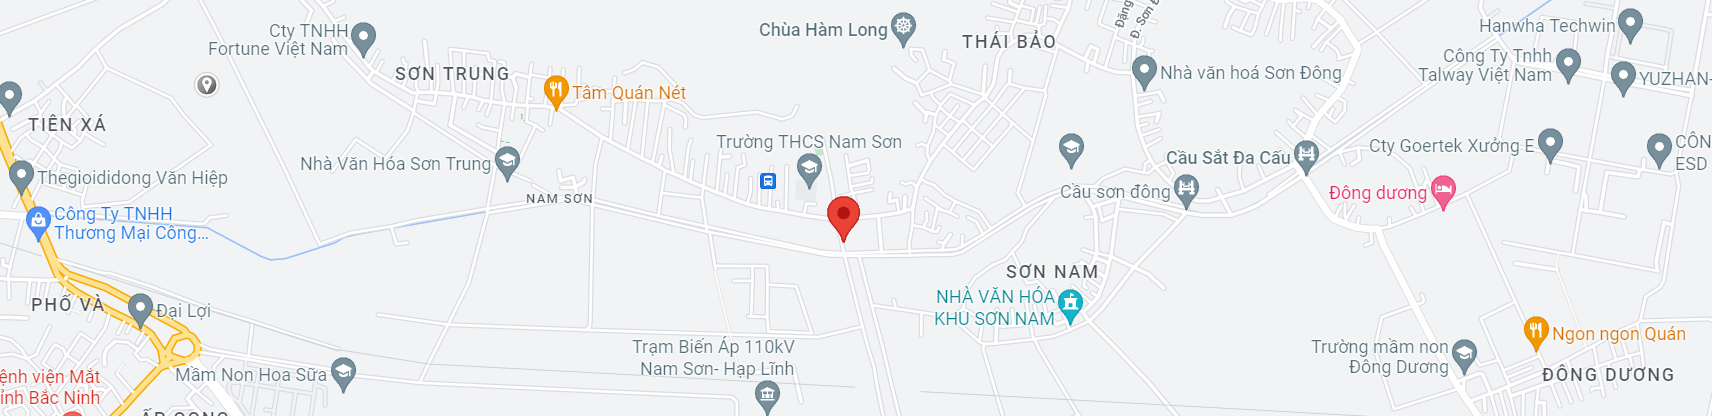 Cty TNHH
Fortune Việt Nam
Chùa Hàm Long
THÁI BẢO
Đặng
Đ. Sơn Đ
Hanwha Techwin
SƠN TRUNG
Nhà văn hoá Sơn Đông
Công Ty Tnhh
Talway Việt Nam
YUZHAN-
Tâm Quán Nét
TIÊN XÁ
Trường THCS Nam Sơn
Nhà Văn Hóa Sơn Trung
Cầu Sắt Đa Cấu
Cty Goertek Xưởng E
CÔN
ESD
Thegioididong Văn Hiệp
NAM SƠN
Cầu sơn đông
Đông dương
Công Ty TNHH
Thương Mại Công...
SƠN NAM
PHỐ VÀ
Đại Lợi
NHÀ VĂN HÓA
KHU SƠN NAM
Ngon ngon Quán
Trạm Biến Áp 110kV
Nam Sơn- Hạp Lĩnh
Trường mầm non
Đông Dương
Mầm Non Hoa Sữa
ệnh viện Mắt
ỉnh Bắc Ninh
ĐÔNG DƯƠNG